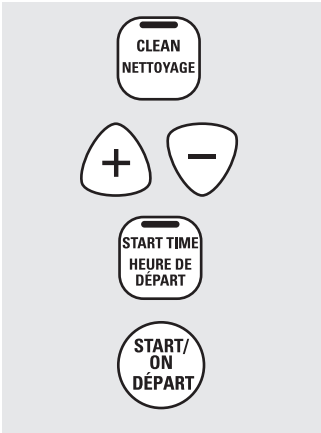 CLEAN
NETTOYAGE
+
−
START TIME
HEURE DE
DÉPART
START/
ON
DÉPART